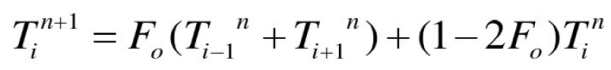 T_i^{n+1} = F_o(T_{i-1}^n + T_{i+1}^n) + (1-2F_o)T_i^n